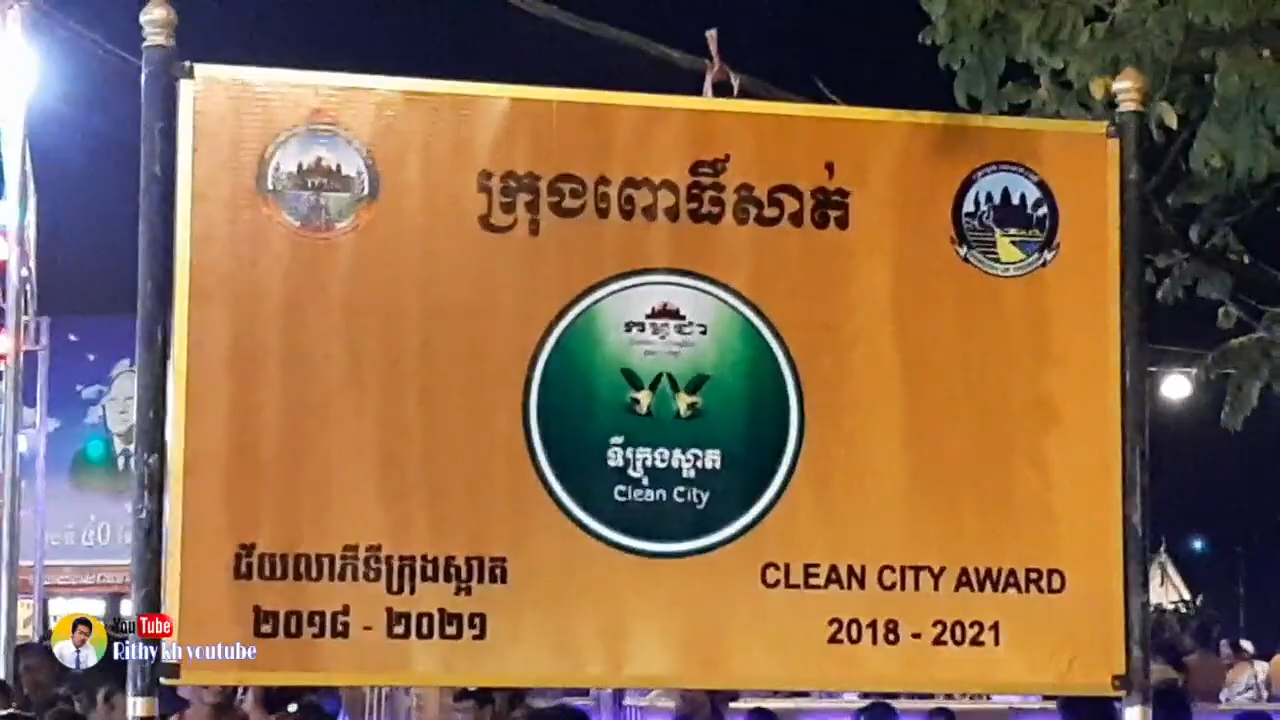 ក្រុងពោធិ៍សាត់
កម្ពុជា
ទីក្រុងស្អាត
Clean City
ជ័យលាភីទីក្រុងស្អាត
២០១៨ - ២០២១
CLEAN CITY AWARD
2018 - 2021
៤០
YouTube
Rithy kh youtube